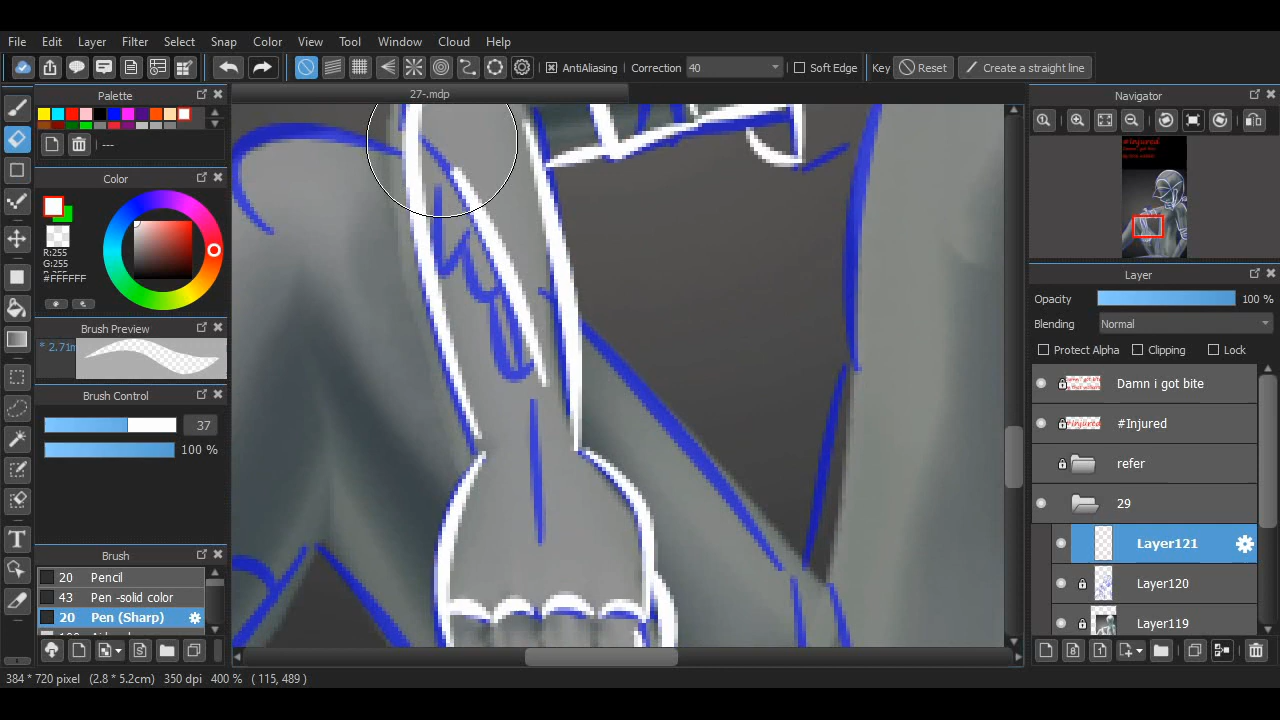 File Edit Layer Filter Select Snap Color View Tool Window Cloud Help
AntiAliasing Correction 40 Soft Edge Key Reset Create a straight line
Palette
27-.mdp
Navigator
---
Color
R:255
G:255
#FFFFFF
Brush Preview
* 2.71m
Brush Control
37
100 %
Brush
20 Pencil
43 Pen -solid color
20 Pen (Sharp)
#Injured
Layer
Opacity 100 %
Blending Normal
Protect Alpha Clipping Lock
Damn i got bite
#Injured
refer
29
Layer121
Layer120
Layer119
384 * 720 pixel (2.8 * 5.2cm) 350 dpi 400 % ( 115, 489 )